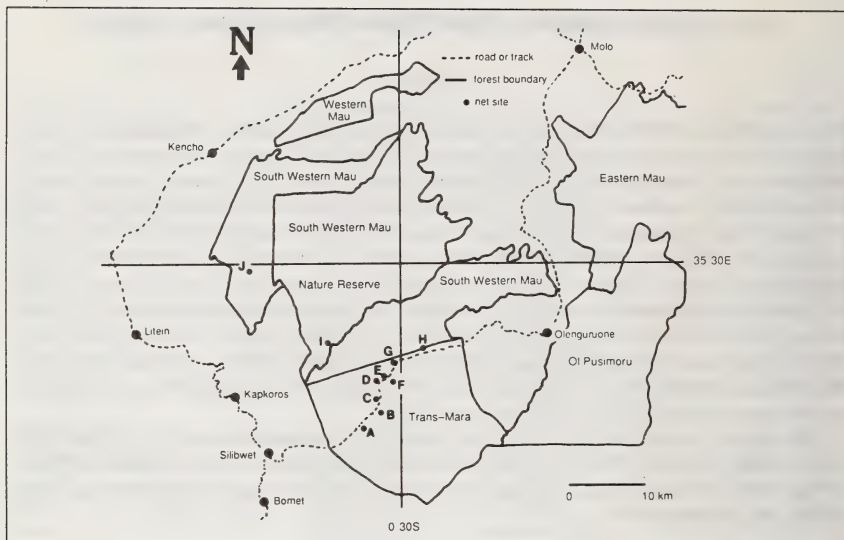 N
road or track
forest boundary
net site
Molo
Western
Mau
Kencho
South Western Mau
Eastern Mau
South Western Mau
35 30E
J
Nature Reserve
South Western Mau
Litein
I
H
Olenguruone
G
Ol Pusimoru
E
D
F
Kapkoros
C
B
Trans-Mara
A
Silibwet
0 10 km
Bomet
0 30S